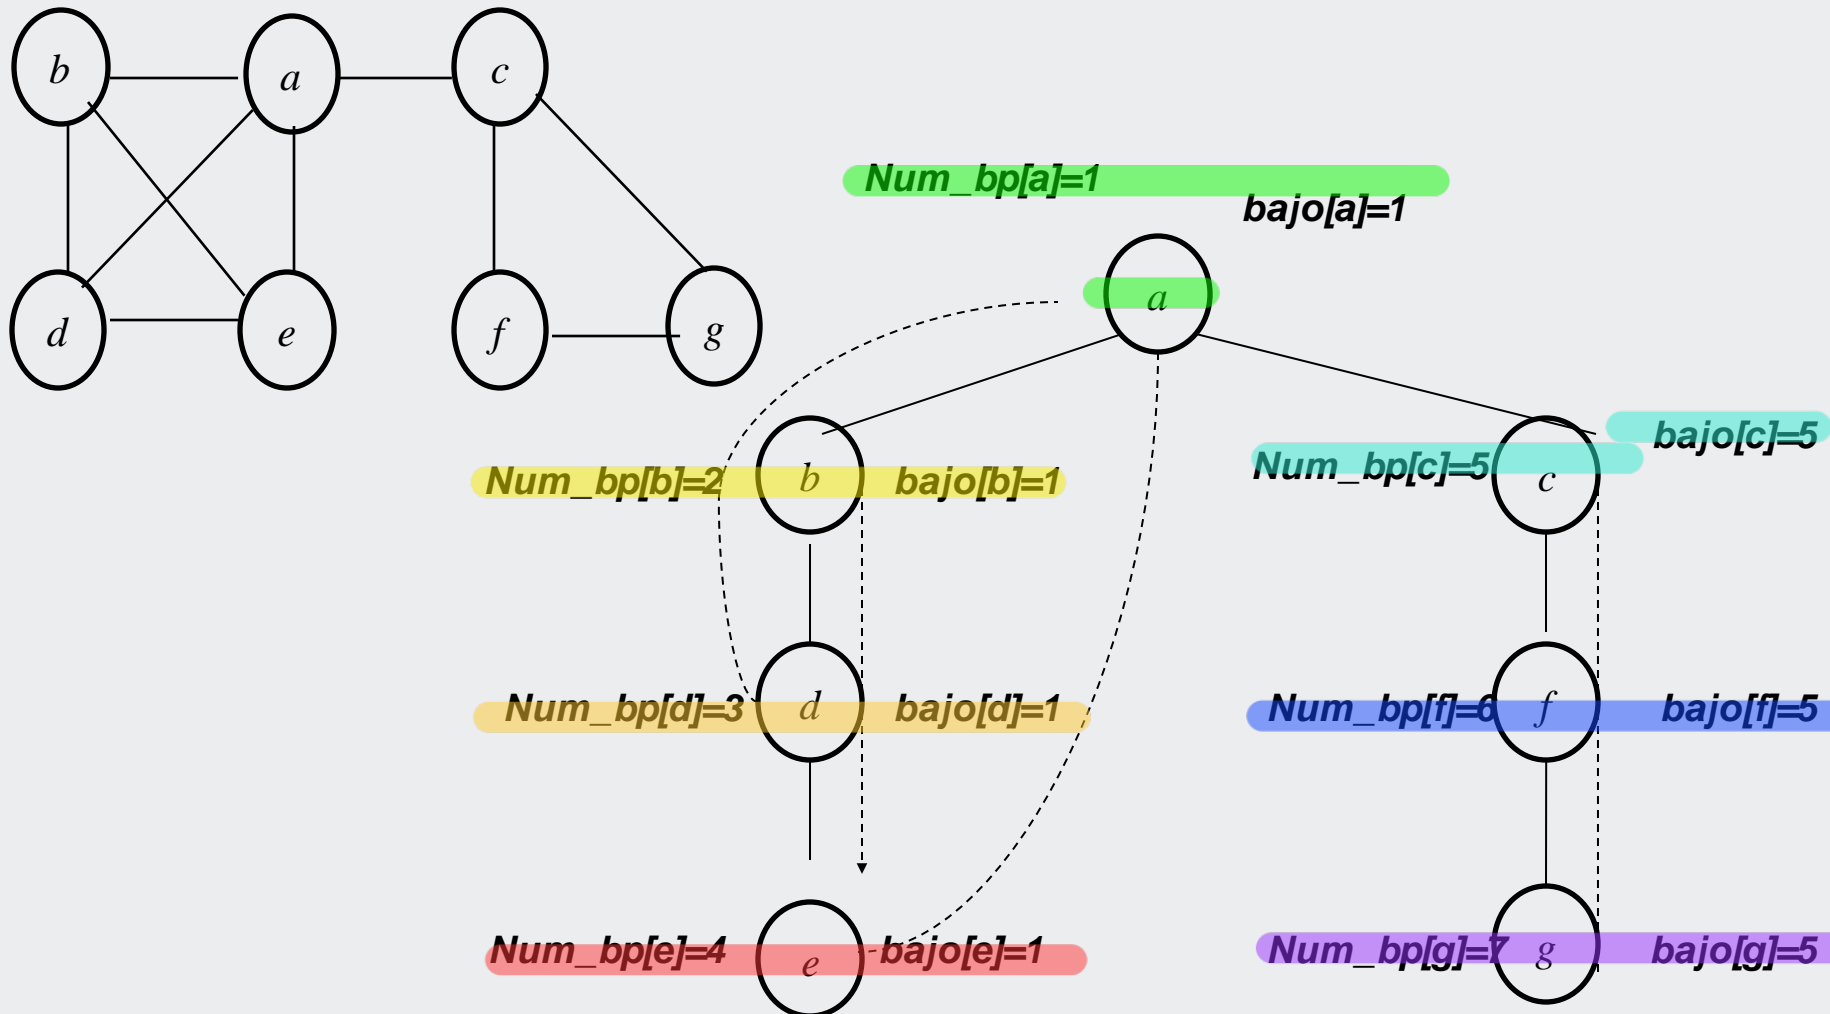 b a c
d e f g
Num_bp[a]=1
bajo[a]=1
a
bajo[c]=5
Num_bp[b]=2 b bajo[b]=1 Num_bp[c]=5 c
Num_bp[d]=3 d bajo[d]=1 Num_bp[f]=6 f bajo[f]=5
Num_bp[e]=4 e bajo[e]=1 Num_bp[g]=7 g bajo[g]=5